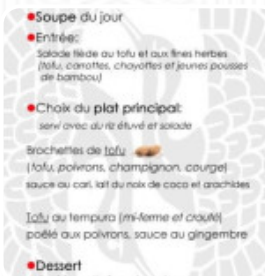 Soupe du jour
Entrée:
Salade tiède au tofu et aux fines herbes
(tofu, carrottes, chayottes et jeunes pousses
de bambou)
Choix du plat principal:
servi avec du riz étuvé et salade
Brochettes de tofu
(tofu, poivrons, champignon, courge)
sauce au cari, lait du noix de coco et arachides
Tofu au tempura (mi-ferme et croulé)
poêlé aux poivrons, sauce au gingembre
Dessert